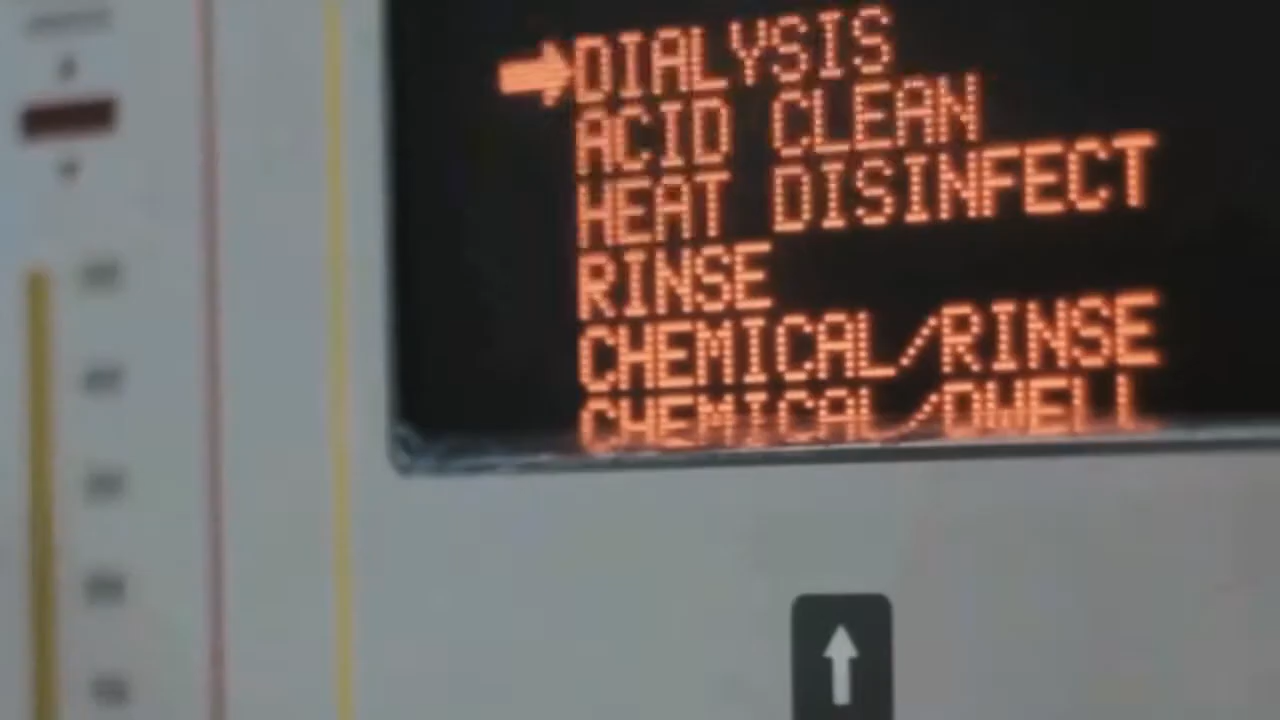 DIALYSIS
ACID CLEAN
HEAT DISINFECT
RINSE
CHEMICAL/RINSE
CHEMICAL/DWELL